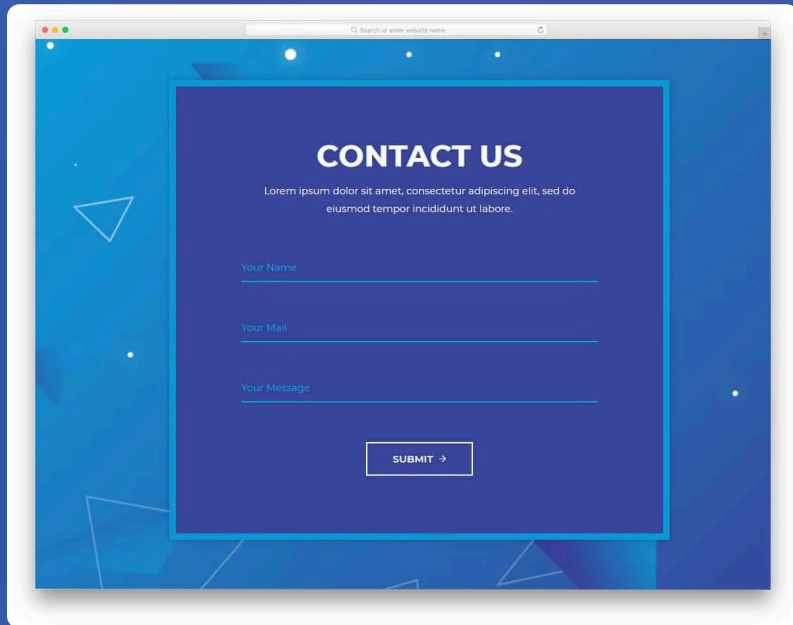 Search or enter website name
CONTACT US
Lorem ipsum dolor sit amet, consectetur adipiscing elit, sed do
eiusmod tempor incididunt ut labore.
Your Name
Your Mail
Your Message
SUBMIT →